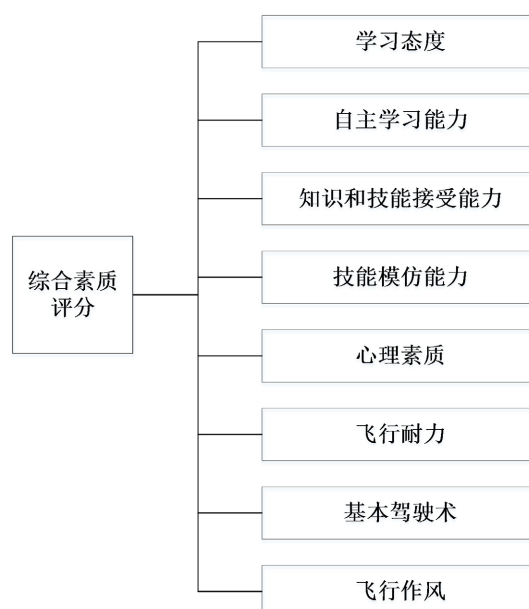 学习态度
自主学习能力
知识和技能接受能力
技能模仿能力
综合素质
评分
心理素质
飞行耐力
基本驾驶术
飞行作风